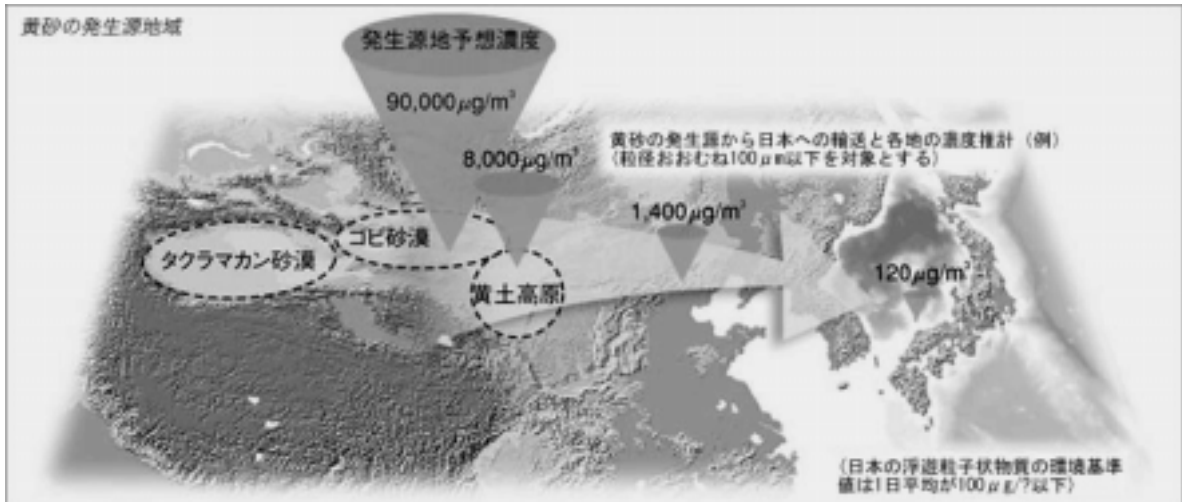 黄砂の発生源地域
発生源地予想濃度
90,000μg/m³
8,000μg/m³
黄砂の発生源から日本への輸送と各地の濃度推計（例）
（粒径おおむね100μm以下を対象とする）
1,400μg/m³
ゴビ砂漠
タクラマカン砂漠
黄土高原
120μg/m³
（日本の浮遊粒子状物質の環境基準
値は1日平均が100μg/?以下）